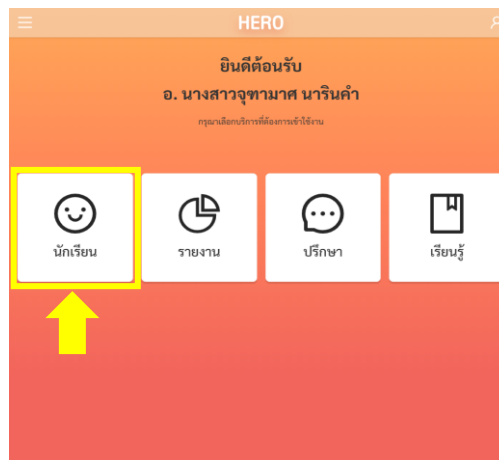 HERO
ยินดีต้อนรับ
อ. นางสาวจุฑามาศ นารินคำ
กรุณาเลือกบริการที่ต้องการเข้าใช้งาน
นักเรียน
รายงาน
ปรึกษา
เรียนรู้